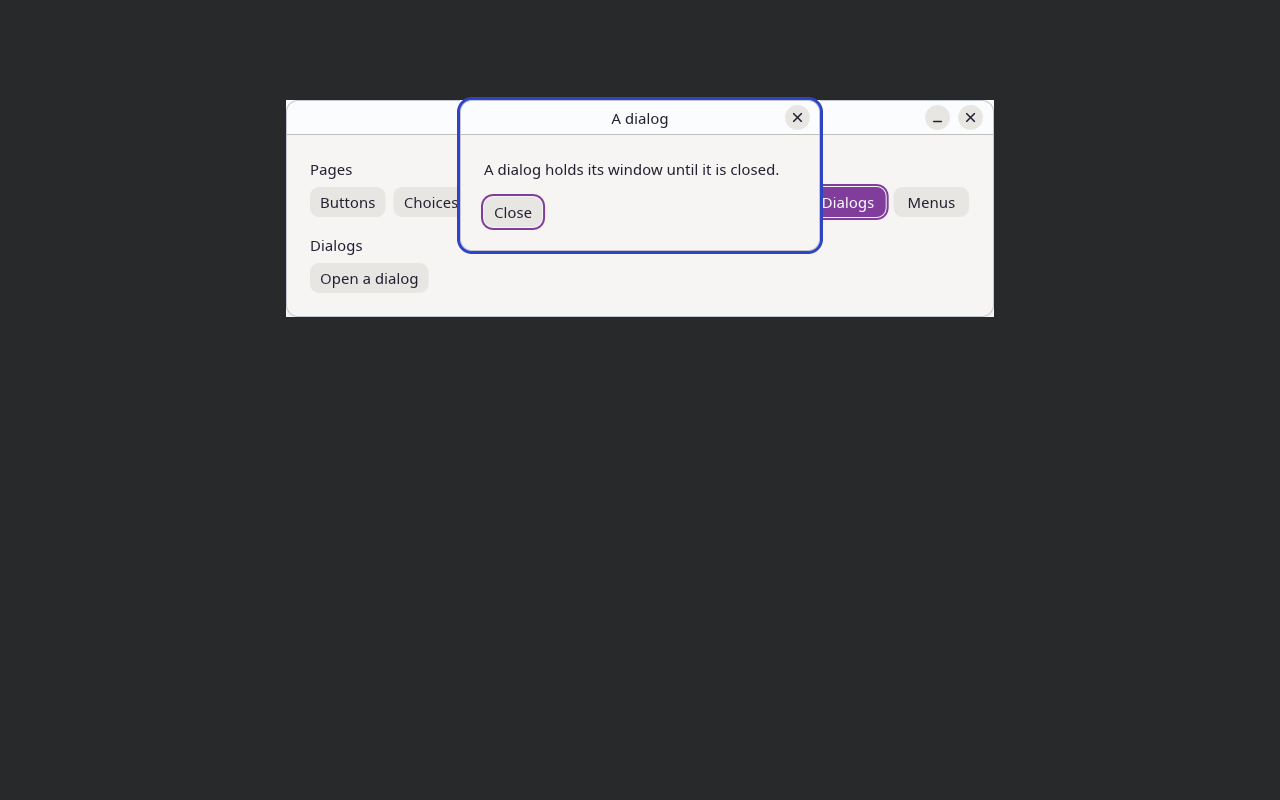 A dialog
A dialog holds its window until it is closed.
Close
Pages
Buttons
Choices
Dialogs
Menus
Dialogs
Open a dialog